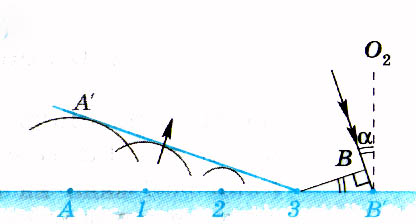 O₂
A′
α
B
A 1 2 3 B′